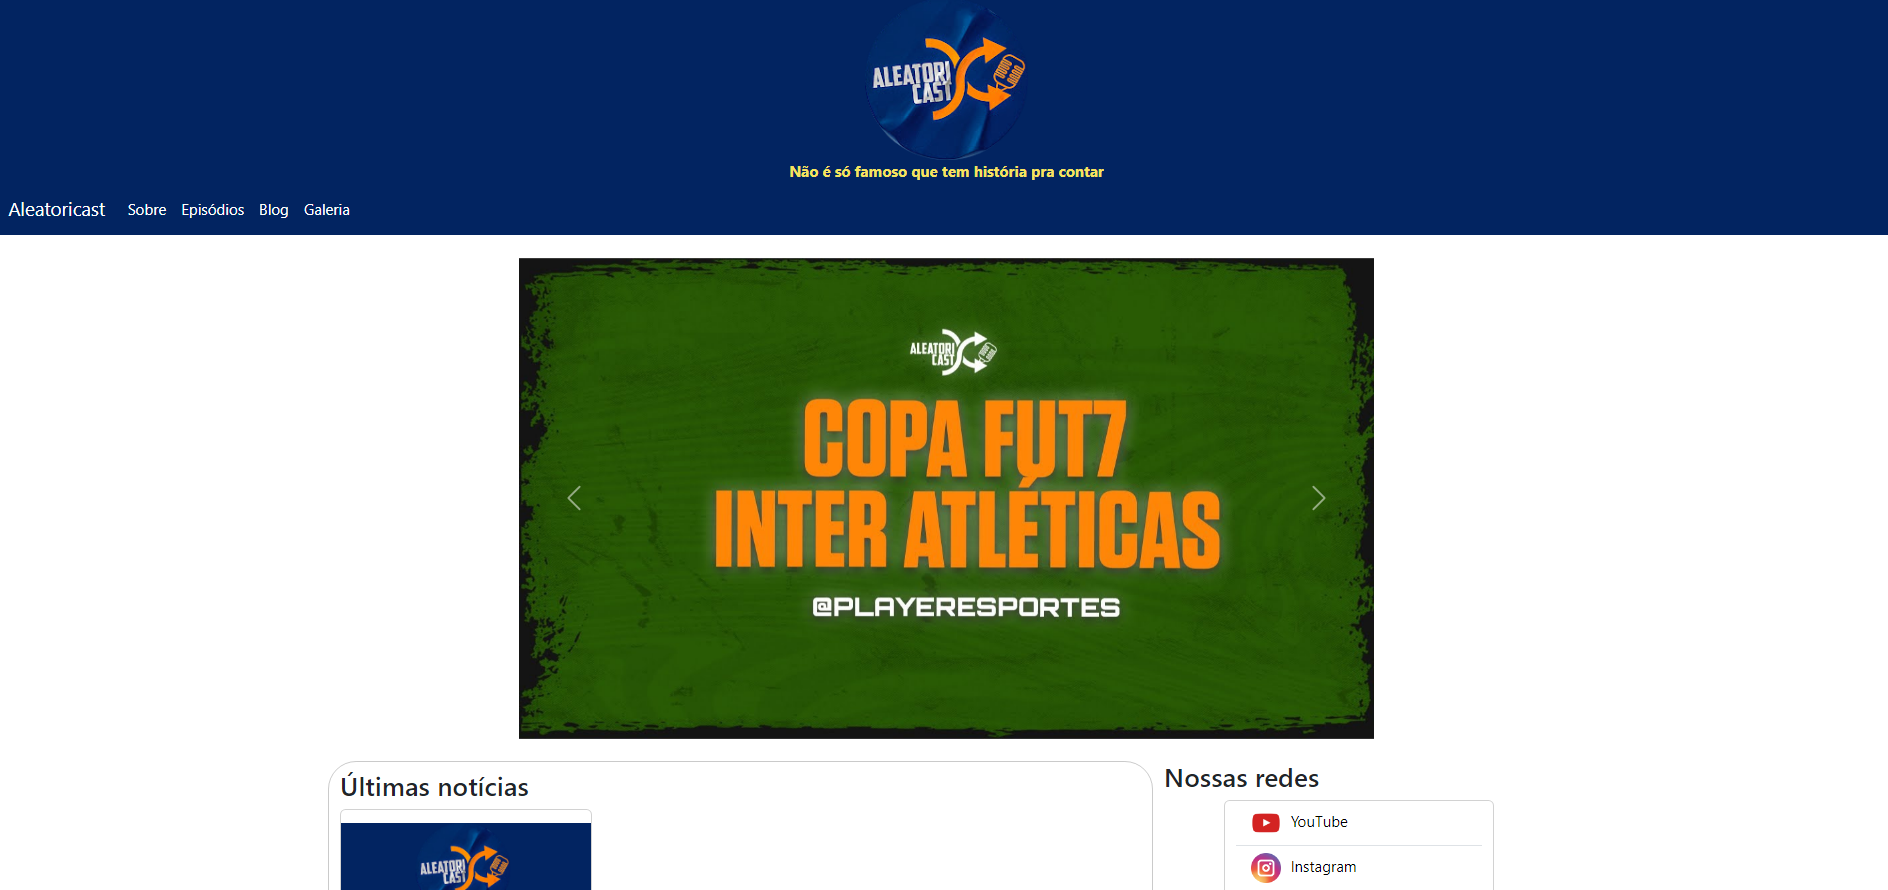 ALEATORI
CAST
Não é só famoso que tem história pra contar
Aleatoricast Sobre Episódios Blog Galeria
ALEATORI
CAST
COPA FUT7
INTER ATLÉTICAS
@PLAYERESPORTES
Últimas notícias
ALEATORI
CAST
Nossas redes
YouTube
Instagram